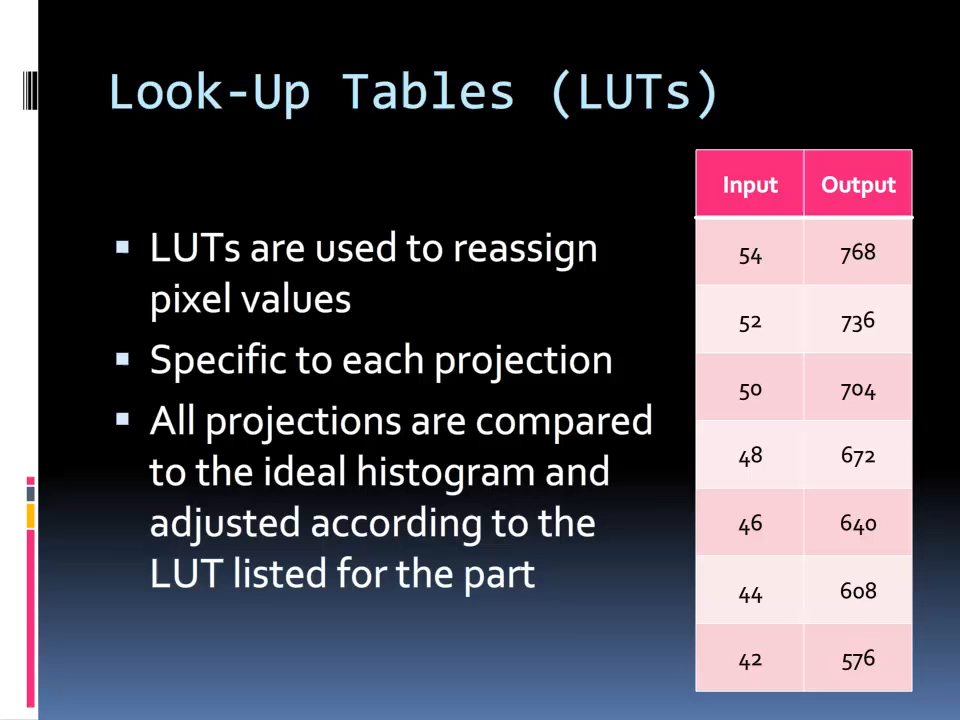 Look-Up Tables (LUTs)
LUTs are used to reassign
pixel values
Specific to each projection
All projections are compared
to the ideal histogram and
adjusted according to the
LUT listed for the part
Input Output
54 768
52 736
50 704
48 672
46 640
44 608
42 576